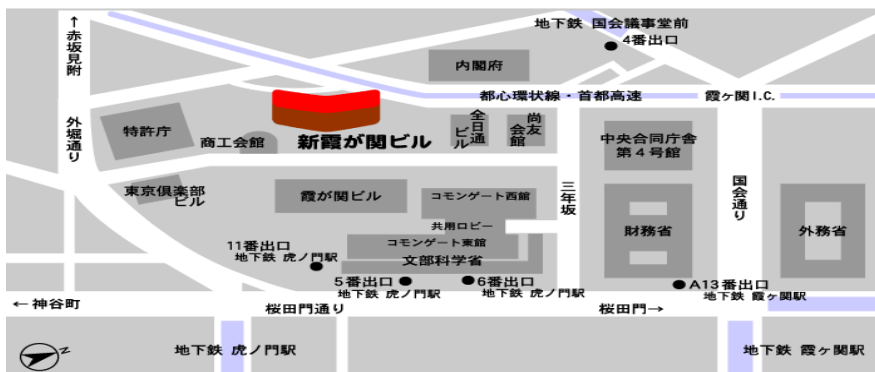 地下鉄 国会議事堂前
4番出口
↑赤坂見附
外堀通り
内閣府
都心環状線・首都高速
霞ヶ関 I.C.
特許庁
商工会館
新霞が関ビル
全日通
ビル
尚友
会館
中央合同庁舎
第４号館
東京倶楽部
ビル
霞が関ビル
コモンゲート西館
共用ロビー
コモンゲート東館
文部科学省
三年坂
財務省
国会通り
外務省
11番出口
地下鉄 虎ノ門駅
5番出口
地下鉄 虎ノ門駅
6番出口
地下鉄 虎ノ門駅
A13番出口
地下鉄 霞ヶ関駅
←神谷町
桜田門通り
桜田門→
N
地下鉄 虎ノ門駅
地下鉄 霞ヶ関駅